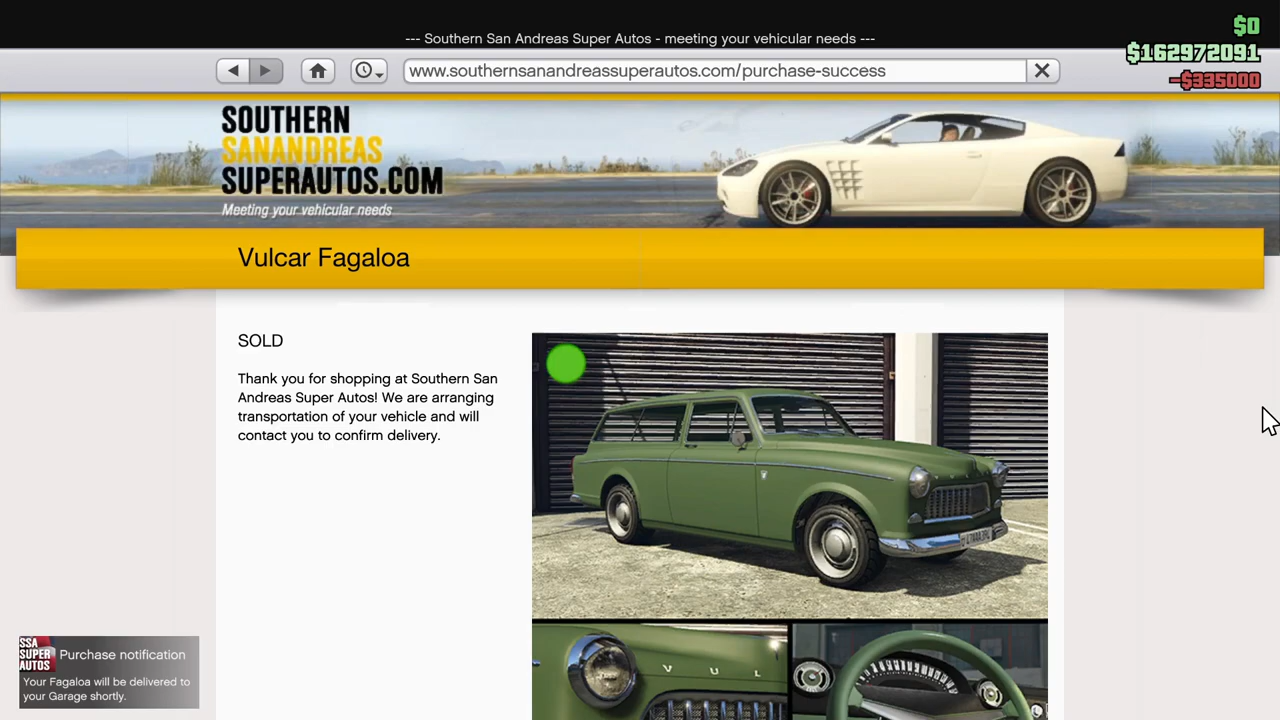 --- Southern San Andreas Super Autos - meeting your vehicular needs ---
$0
$162972091
-$335000
www.southernsanandreassuperautos.com/purchase-success
SOUTHERN
SANANDREAS
SUPERAUTOS.COM
Meeting your vehicular needs
Vulcar Fagaloa
SOLD
Thank you for shopping at Southern San
Andreas Super Autos! We are arranging
transportation of your vehicle and will
contact you to confirm delivery.
V U L
SSA
SUPER
AUTOS
Purchase notification
Your Fagaloa will be delivered to
your Garage shortly.